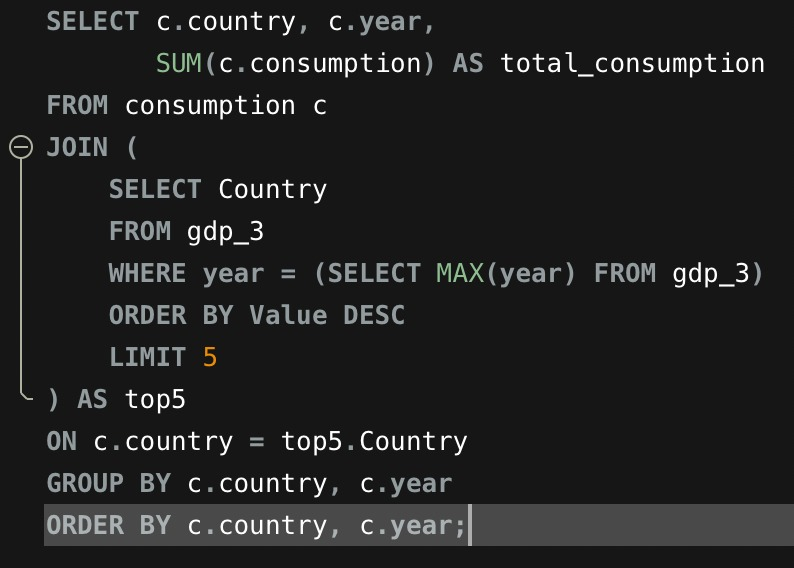 SELECT c.country, c.year,
       SUM(c.consumption) AS total_consumption
FROM consumption c
JOIN (
    SELECT Country
    FROM gdp_3
    WHERE year = (SELECT MAX(year) FROM gdp_3)
    ORDER BY Value DESC
    LIMIT 5
) AS top5
ON c.country = top5.Country
GROUP BY c.country, c.year
ORDER BY c.country, c.year;